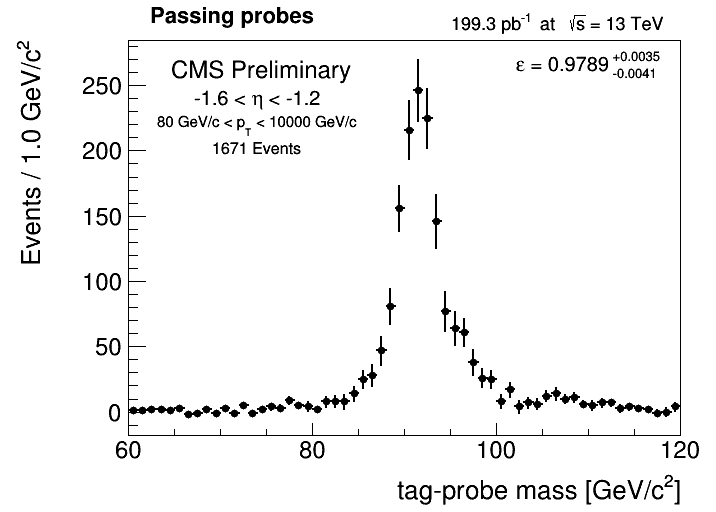 Passing probes
199.3 pb⁻¹ at √s = 13 TeV
CMS Preliminary
ε = 0.9789 +0.0035 -0.0041
-1.6 < η < -1.2
80 GeV/c < p_T < 10000 GeV/c
1671 Events
Events / 1.0 GeV/c²
250
200
150
100
50
0
60 80 100 120
tag-probe mass [GeV/c²]